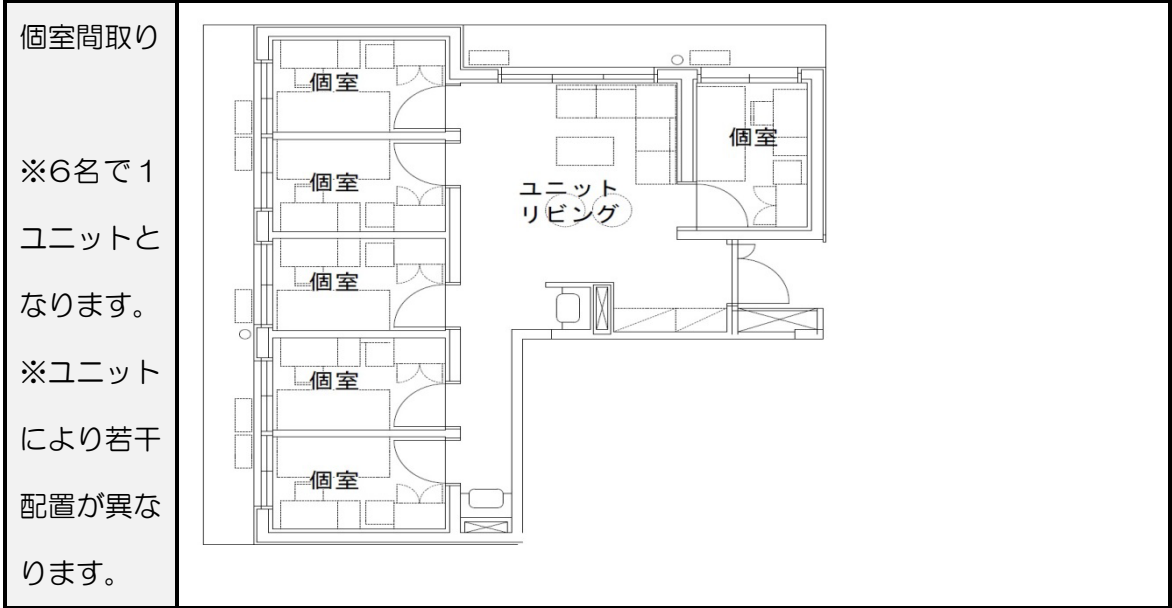 個室間取り
※6名で1
ユニットと
なります。
※ユニット
により若干
配置が異な
ります。
個室
個室
個室
個室
個室
ユニット
リビング
個室